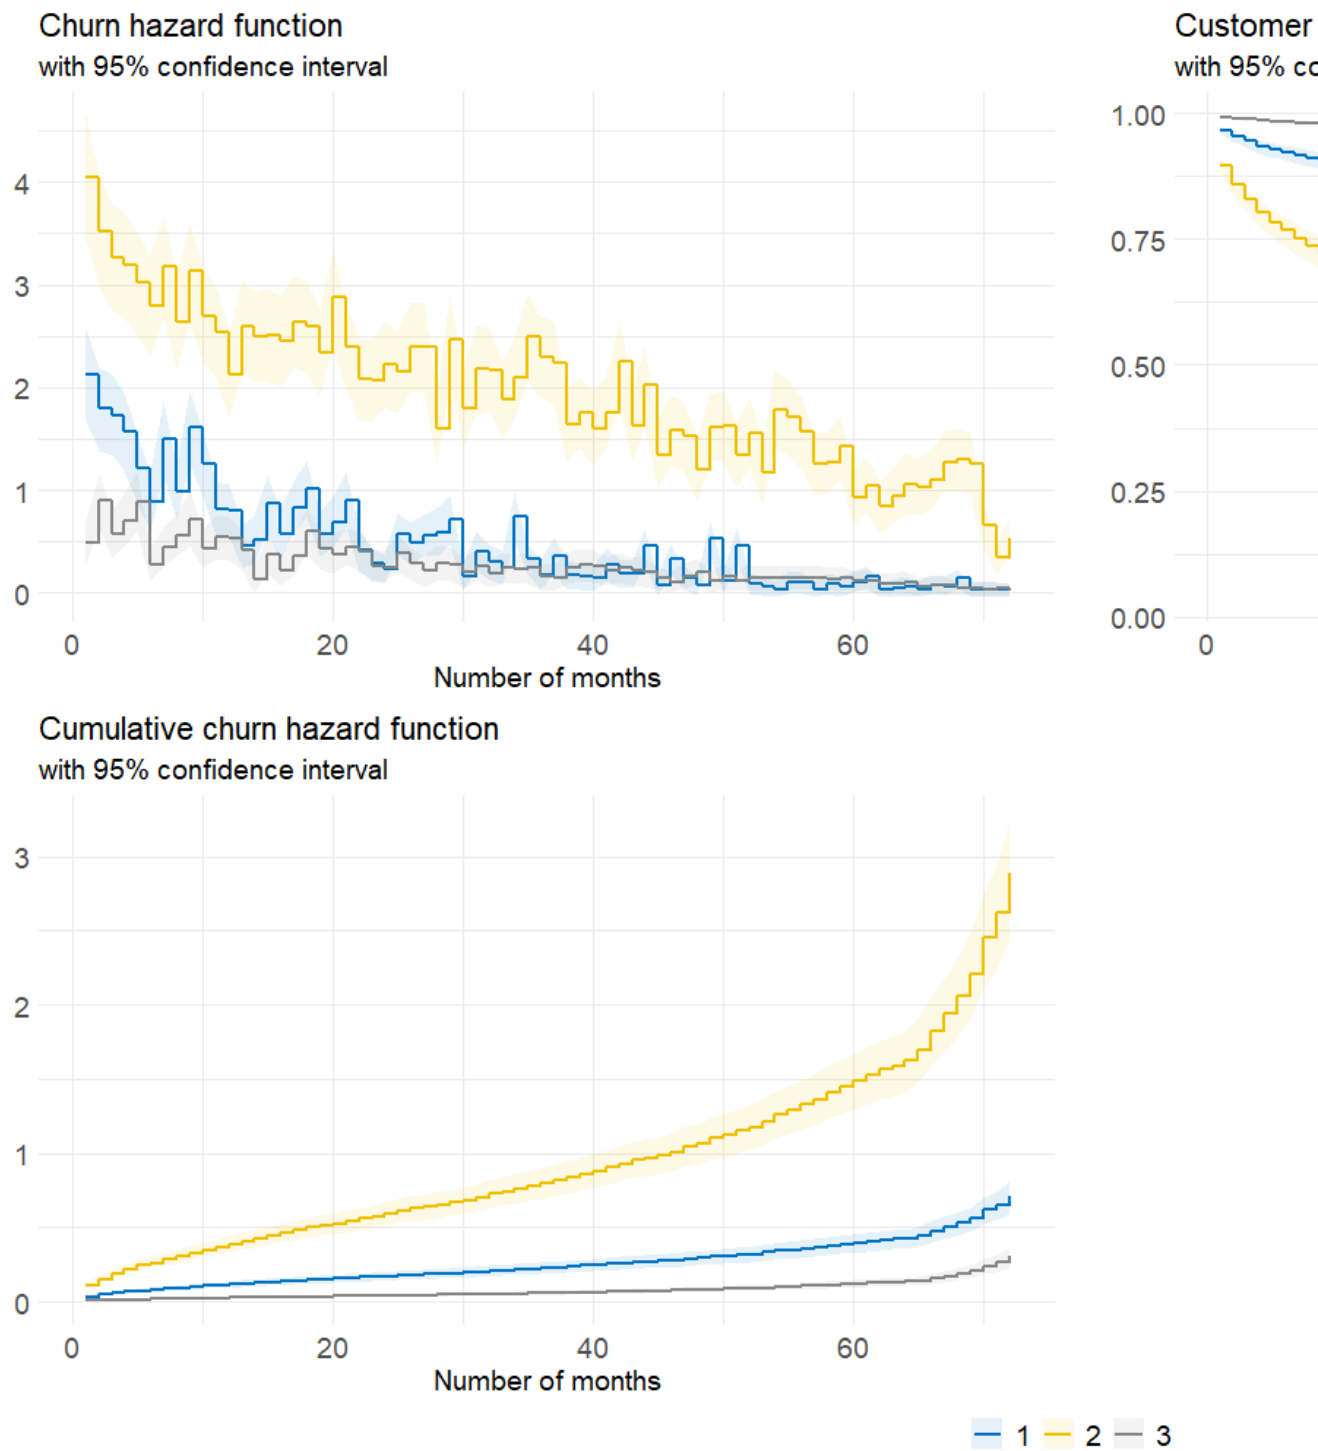 Churn hazard function
with 95% confidence interval
4
3
2
1
0
0 20 40 60
Number of months
Customer
with 95%
1.00
0.75
0.50
0.25
0.00
0
Cumulative churn hazard function
with 95% confidence interval
3
2
1
0
0 20 40 60
Number of months
1 2 3